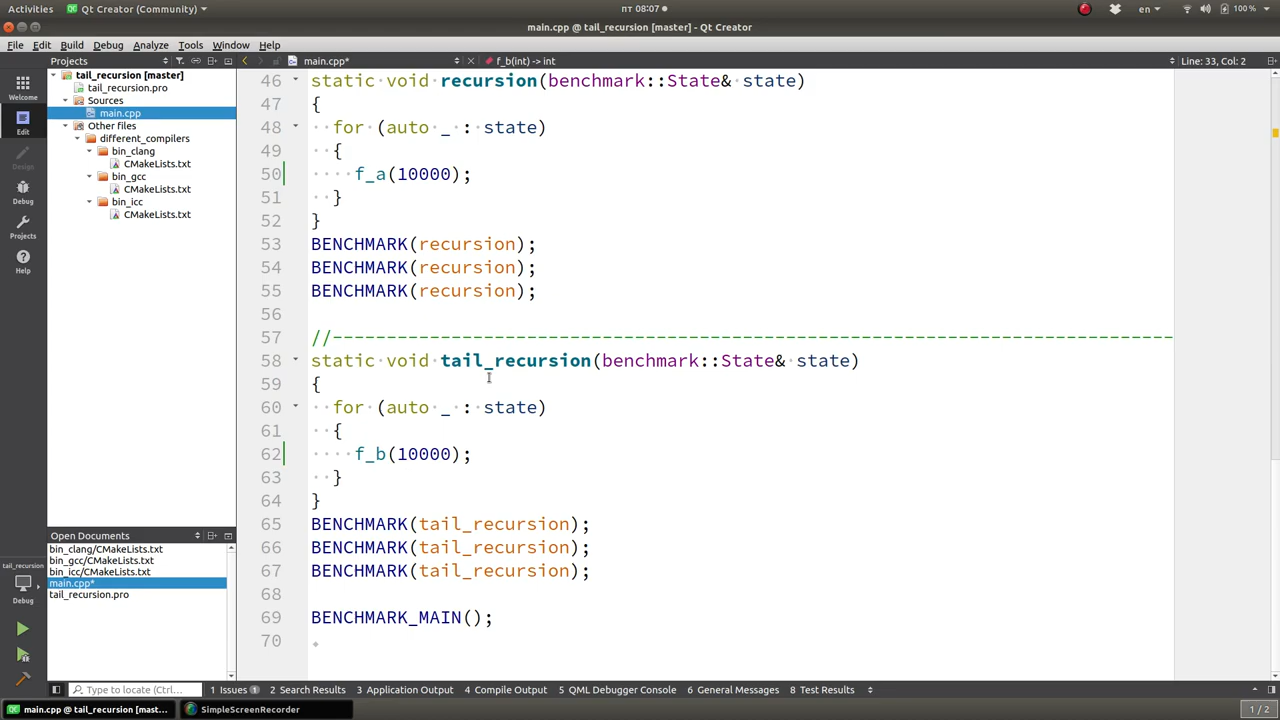 Activities Qt Creator (Community) пт 08:07 en 100 %
main.cpp @ tail_recursion [master] - Qt Creator
File Edit Build Debug Analyze Tools Window Help
Projects main.cpp* f_b(int) -> int Line: 33, Col: 2
Welcome
Edit
Design
Debug
Projects
Help
tail_recursion
Debug
tail_recursion [master]
tail_recursion.pro
Sources
main.cpp
Other files
different_compilers
bin_clang
CMakeLists.txt
bin_gcc
CMakeLists.txt
bin_icc
CMakeLists.txt
Open Documents
bin_clang/CMakeLists.txt
bin_gcc/CMakeLists.txt
bin_icc/CMakeLists.txt
main.cpp*
tail_recursion.pro
46 static void recursion(benchmark::State& state)
47 {
48 for (auto _ : state)
49 {
50 f_a(10000);
51 }
52 }
53 BENCHMARK(recursion);
54 BENCHMARK(recursion);
55 BENCHMARK(recursion);
56
57 //------------------------------------------------------------------------------
58 static void tail_recursion(benchmark::State& state)
59 {
60 for (auto _ : state)
61 {
62 f_b(10000);
63 }
64 }
65 BENCHMARK(tail_recursion);
66 BENCHMARK(tail_recursion);
67 BENCHMARK(tail_recursion);
68
69 BENCHMARK_MAIN();
70
Type to locate (Ctrl... 1 Issues 1 2 Search Results 3 Application Output 4 Compile Output 5 QML Debugger Console 6 General Messages 8 Test Results
main.cpp @ tail_recursion [mast... SimpleScreenRecorder 1 / 2